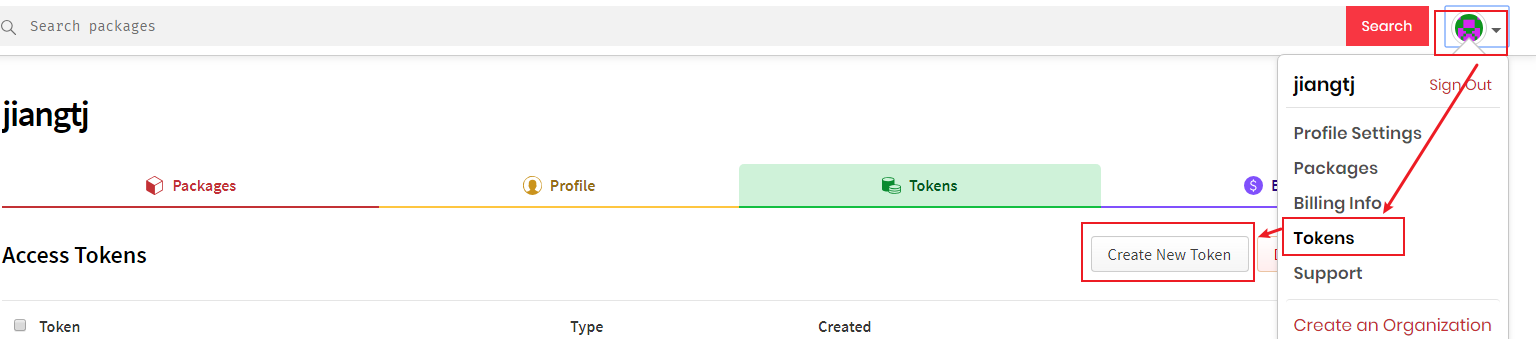 Search packages
Search
jiangtj
Sign Out
jiangtj
Profile Settings
Packages
Billing Info
Tokens
Support
Create an Organization
Packages
Profile
Tokens
Access Tokens
Create New Token
Token
Type
Created